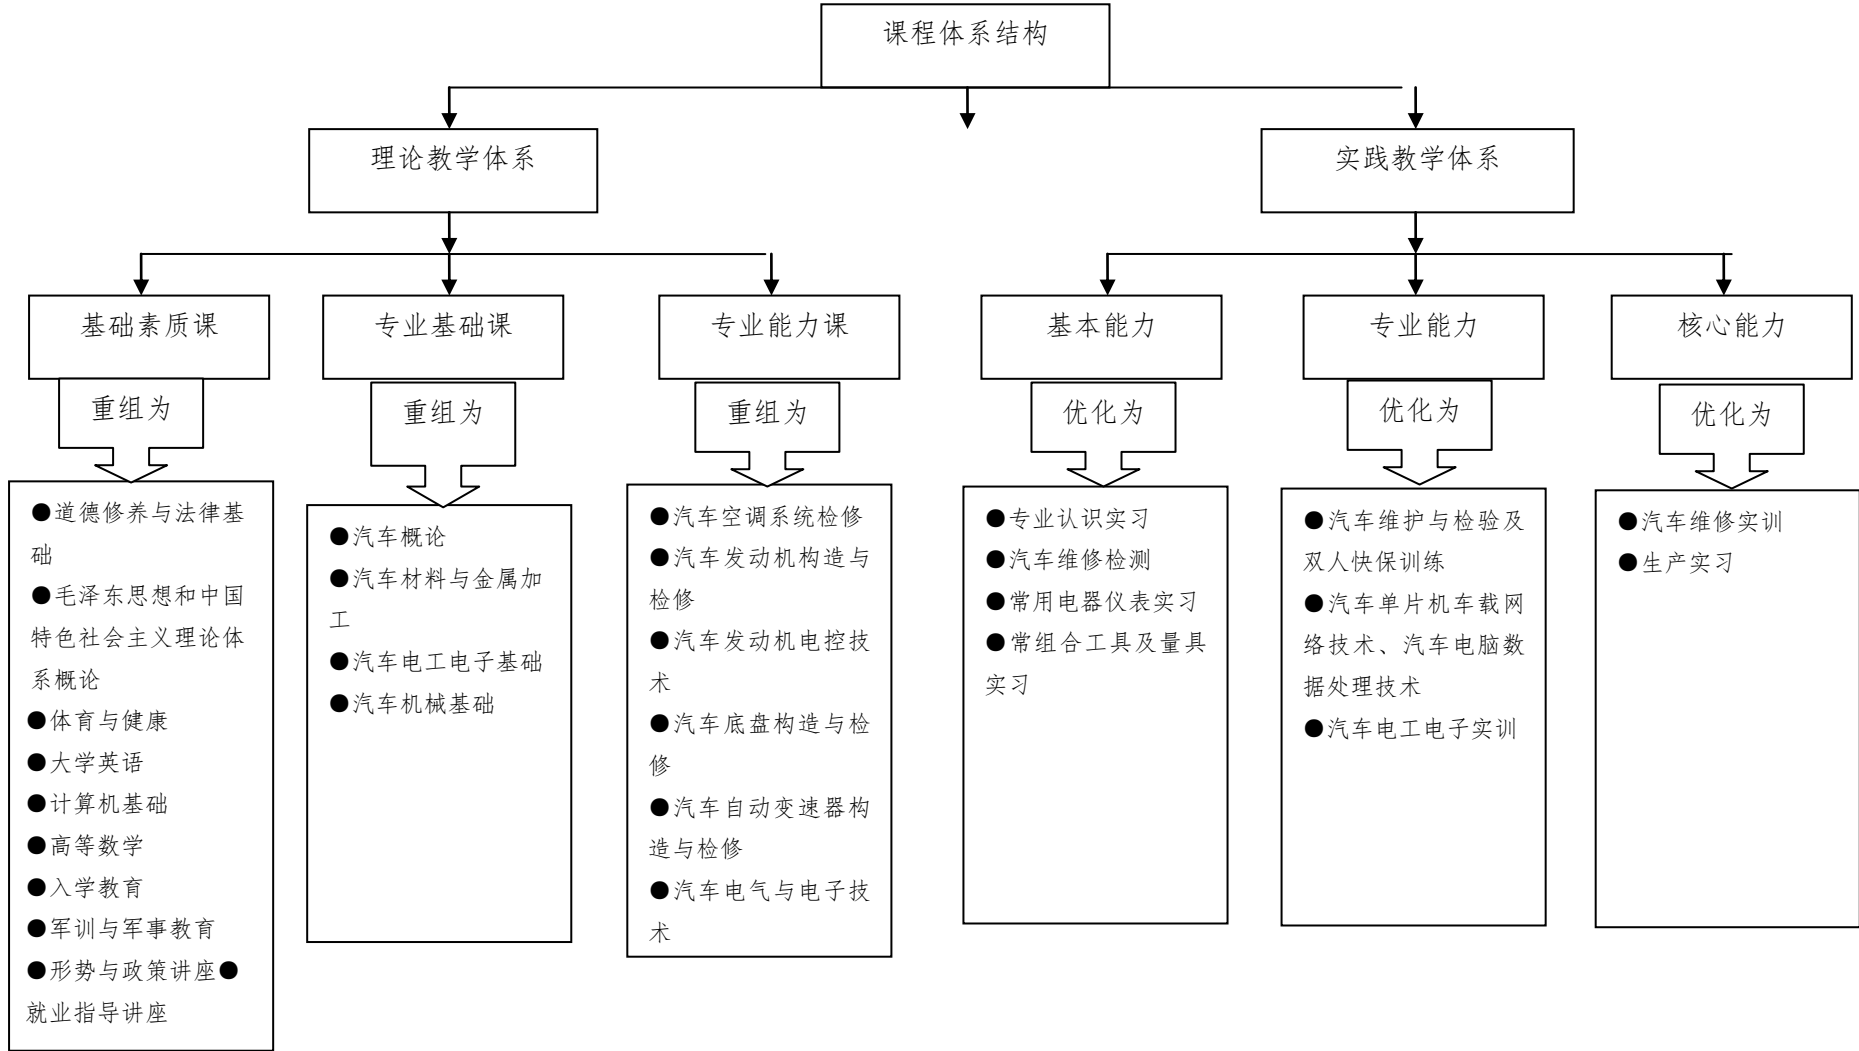 课程体系结构
理论教学体系
实践教学体系
基础素质课
专业基础课
专业能力课
基本能力
专业能力
核心能力
重组为
重组为
重组为
优化为
优化为
优化为
●道德修养与法律基
础
●毛泽东思想和中国
特色社会主义理论体
系概论
●体育与健康
●大学英语
●计算机基础
●高等数学
●入学教育
●军训与军事教育
●形势与政策讲座●
就业指导讲座
●汽车概论
●汽车材料与金属加
工
●汽车电工电子基础
●汽车机械基础
●汽车空调系统检修
●汽车发动机构造与
检修
●汽车发动机电控技
术
●汽车底盘构造与检
修
●汽车自动变速器构
造与检修
●汽车电气与电子技
术
●专业认识实习
●汽车维修检测
●常用电器仪表实习
●常组合工具及量具
实习
●汽车维护与检验及
双人快保训练
●汽车单片机车载网
络技术、汽车电脑数
据处理技术
●汽车电工电子实训
●汽车维修实训
●生产实习